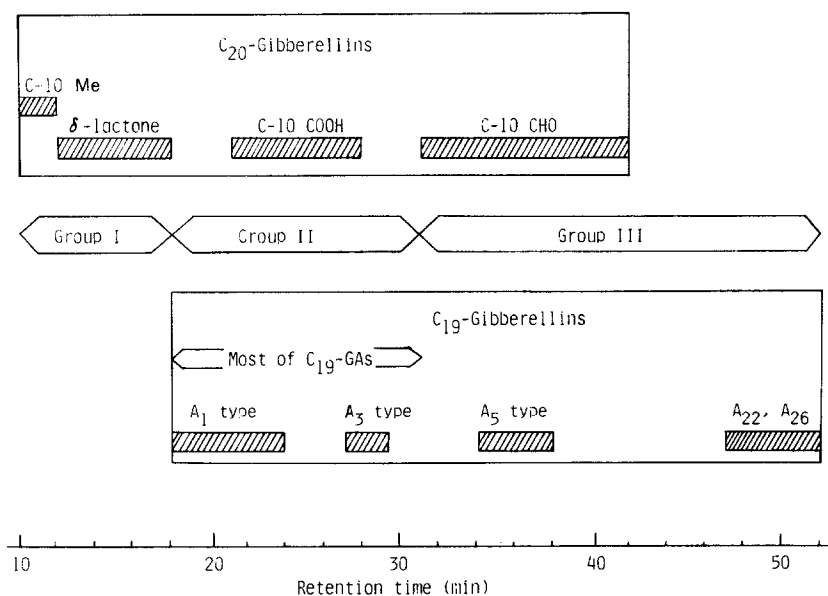 C20-Gibberellins
C-10 Me
δ-lactone C-10 COOH C-10 CHO
Group I Croup II Group III
C19-Gibberellins
Most of C19-GAs
A1 type A3 type A5 type A22, A26
10 20 30 40 50
Retention time (min)